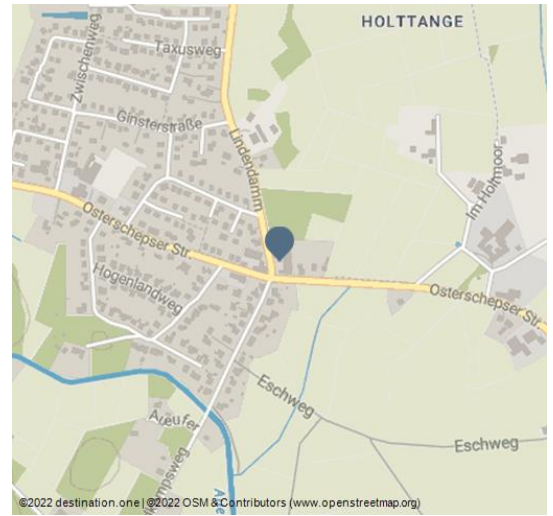 HOLTTANGE
Taxusweg
Zwischenweg
Ginsterstraße
Lindendamm
Im Holtmoor
Osterschepser Str.
Hogenlandweg
Osterschepser Str.
Eschweg
Aueufer
Eschweg
©2022 destination.one | ©2022 OSM & Contributors (www.openstreetmap.org)